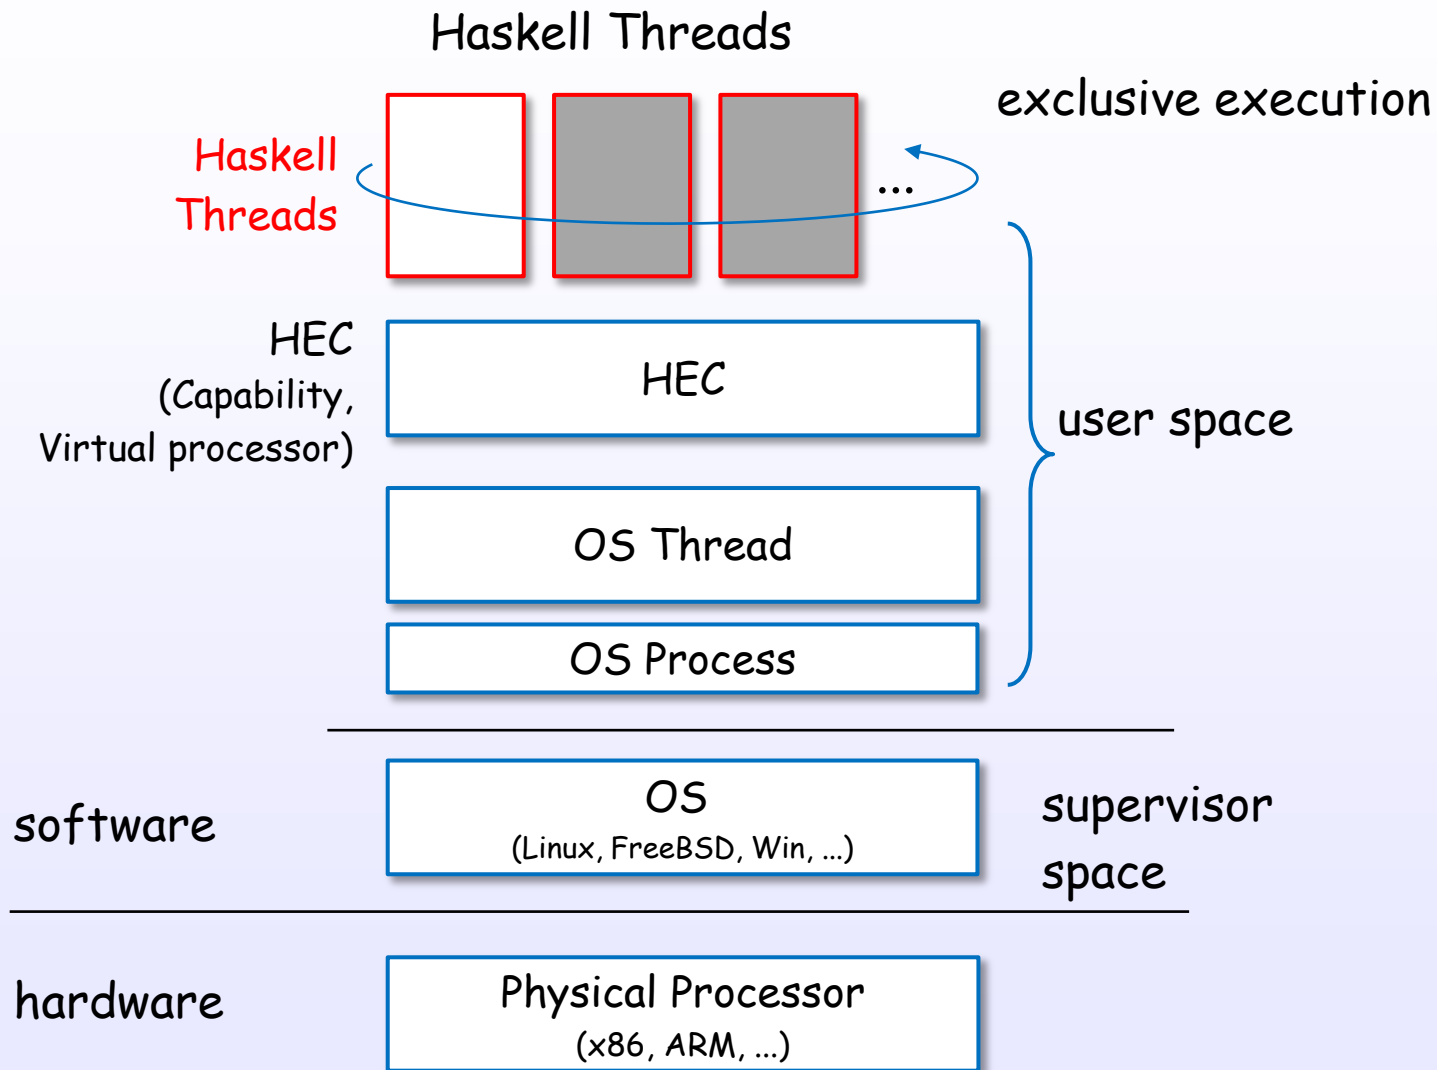 Haskell Threads
exclusive execution
Haskell
Threads
...
HEC
(Capability,
Virtual processor)
HEC
user space
OS Thread
OS Process
software
OS
(Linux, FreeBSD, Win, ...)
supervisor
space
hardware
Physical Processor
(x86, ARM, ...)